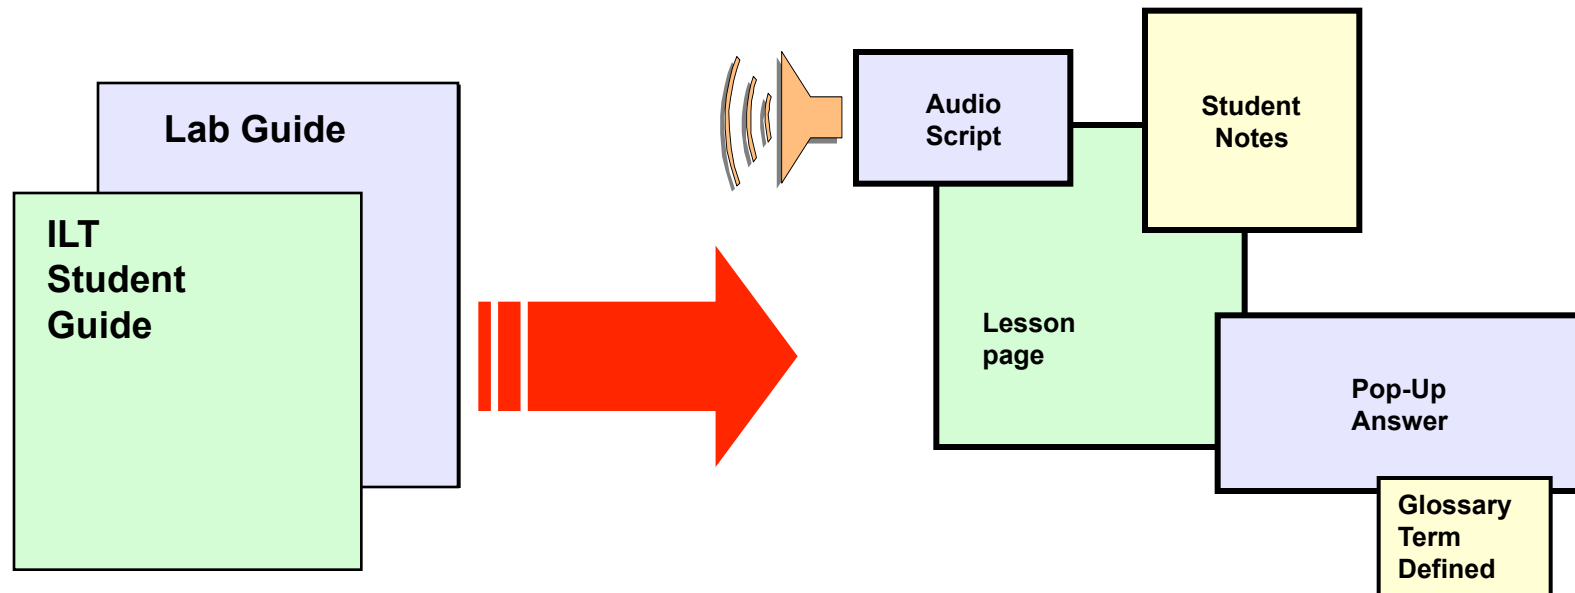 Lab Guide
ILT
Student
Guide
Audio
Script
Student
Notes
Lesson
page
Pop-Up
Answer
Glossary
Term
Defined